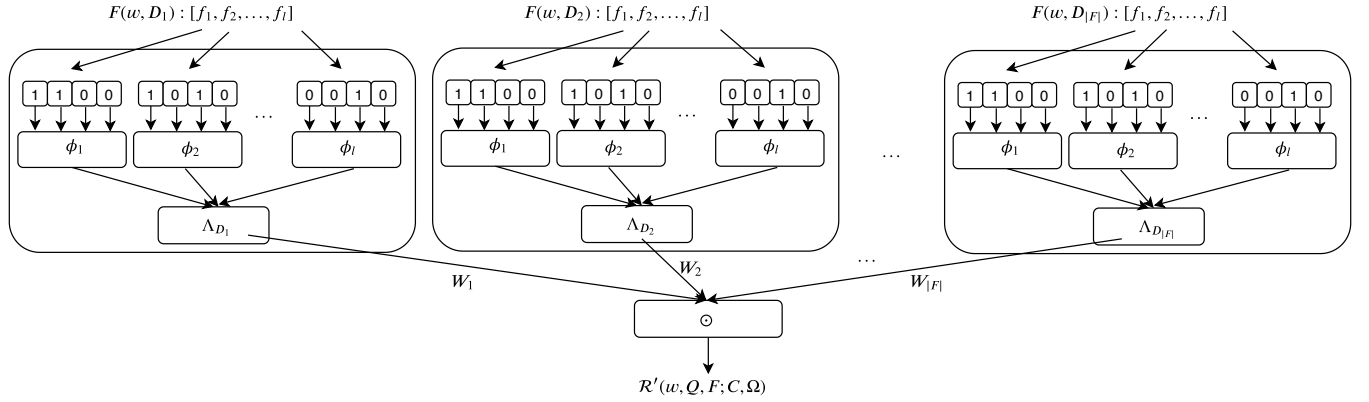 F(w, D_1) : [f_1, f_2, ..., f_l] F(w, D_2) : [f_1, f_2, ..., f_l] F(w, D_{|F|}) : [f_1, f_2, ..., f_l]
1 1 0 0 1 0 1 0 ... 0 0 1 0 1 1 0 0 1 0 1 0 ... 0 0 1 0 1 1 0 0 1 0 1 0 ... 0 0 1 0
ϕ_1 ϕ_2 ϕ_l ϕ_1 ϕ_2 ϕ_l ... ϕ_1 ϕ_2 ϕ_l
Λ_{D_1} Λ_{D_2} Λ_{D_{|F|}}
W_1 W_2 ... W_{|F|}
⊙
ℛ′(w, Q, F; C, Ω)